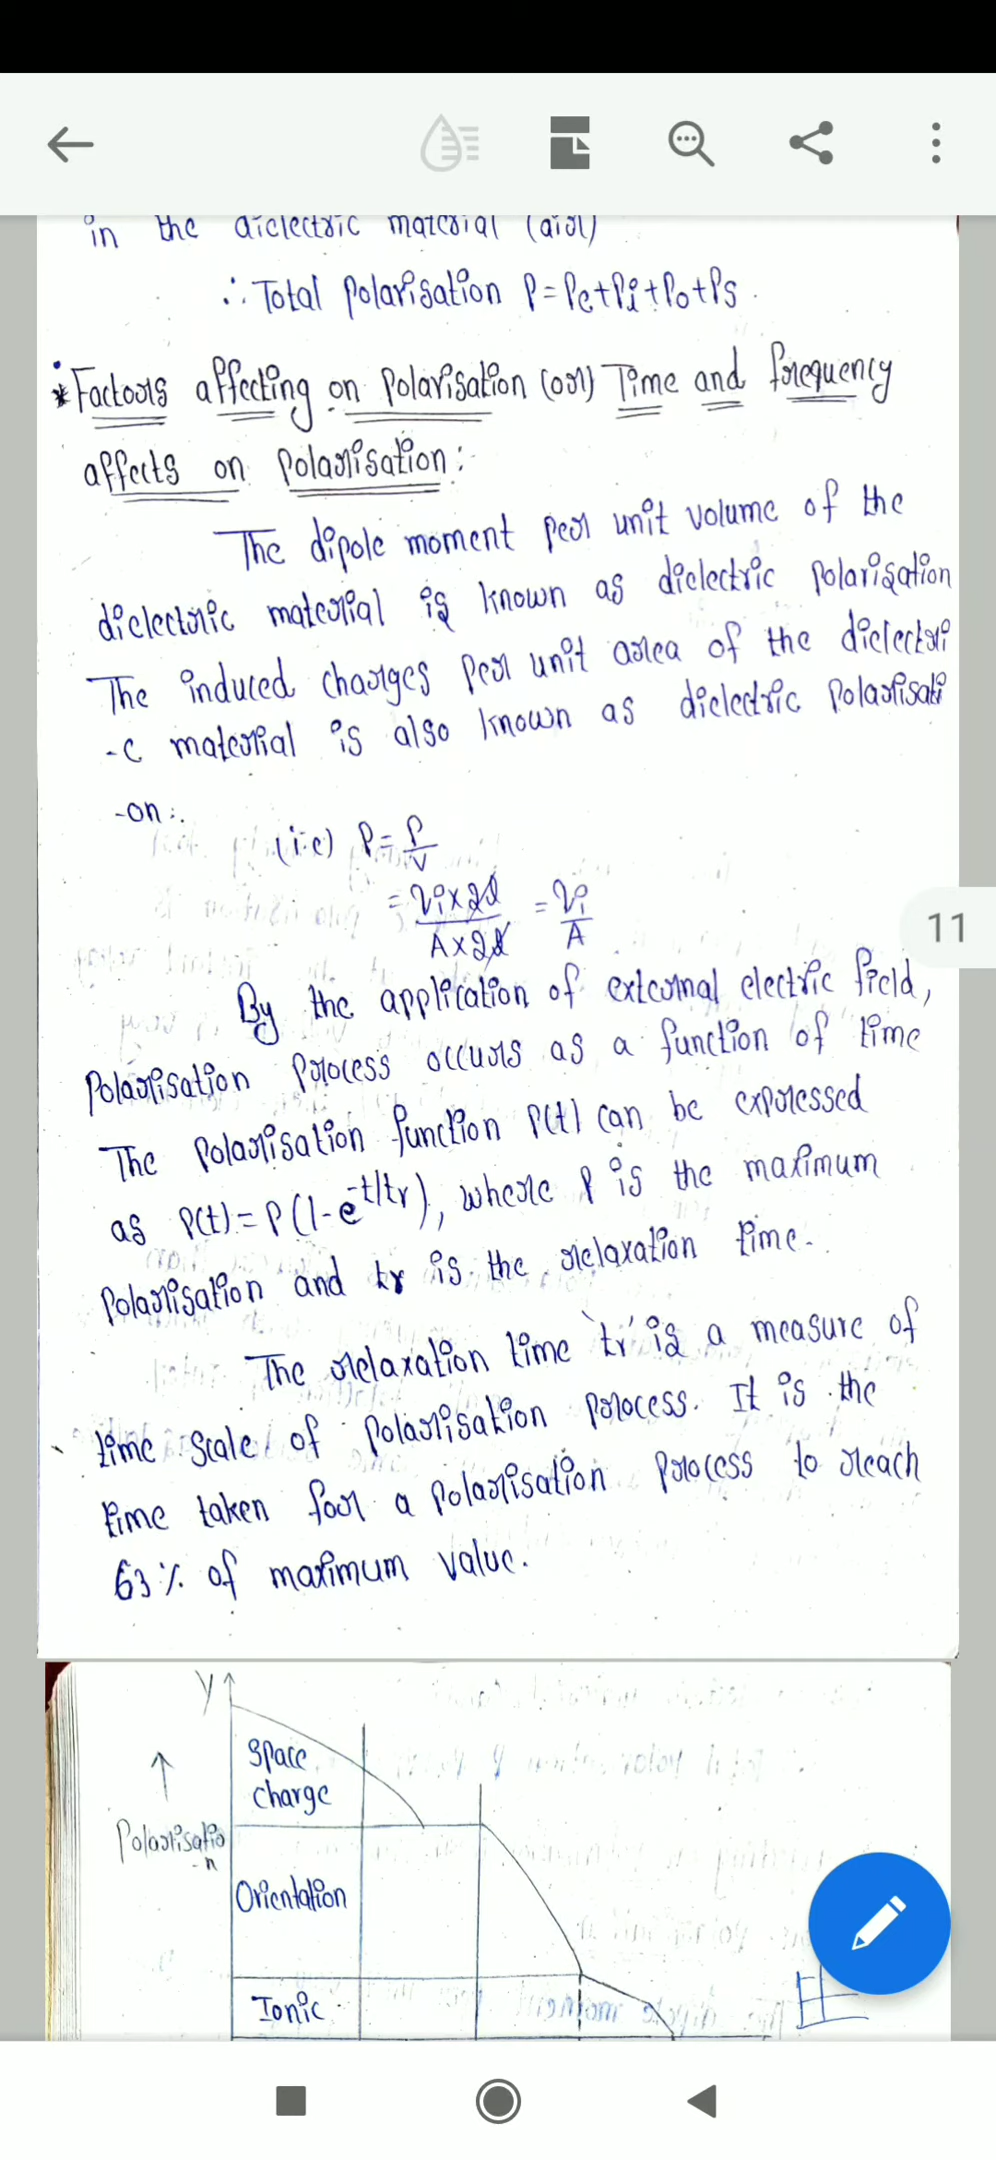 in the dielectric material (air)
∴ Total polarisation P=Pe+Pi+Po+Ps.
* Factors affecting on polarisation (or) Time and frequency
affects on polarisation:-
The dipole moment per unit volume of the
dielectric material is known as dielectric polarisation
The induced charges per unit area of the dielectri
-c material is also known as dielectric polarisati
-on:.
(i.e) P=P/V
=qi×2d/A×2d =qi/A
11
By the application of external electric field,
polarisation process occurs as a function of time
The polarisation function P(t) can be expressed
as P(t)=P(1-e^-t/tr), where P is the maximum
polarisation and tr is the relaxation time.
The relaxation time `tr' is a measure of
time scale of polarisation process. It is the
time taken for a polarisation process to reach
63% of maximum value.
Y
Space
charge
Polarisatio
-n
Orientation
Ionic